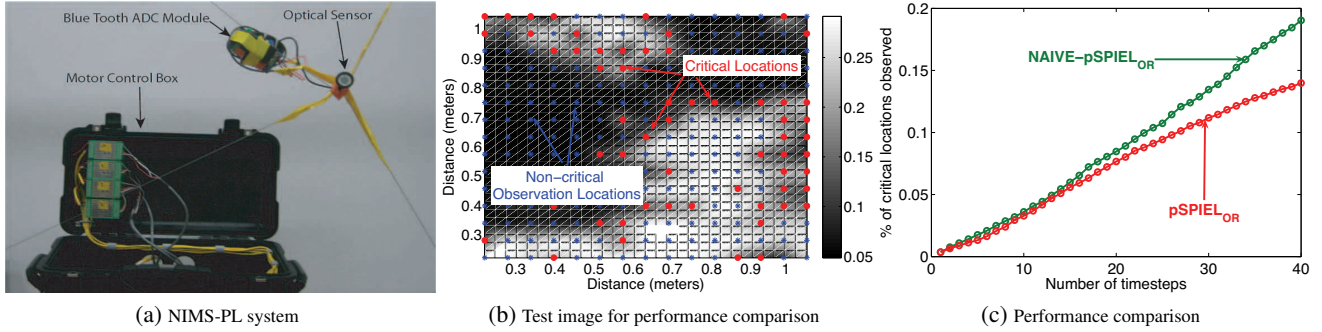 Blue Tooth ADC Module
Optical Sensor
Motor Control Box
(a) NIMS-PL system
Distance (meters)
1
0.9
0.8
0.7
0.6
0.5
0.4
0.3
0.3 0.4 0.5 0.6 0.7 0.8 0.9 1
Distance (meters)
Critical Locations
Non−critical
Observation Locations
0.25
0.2
0.15
0.1
0.05
(b) Test image for performance comparison
% of critical locations observed
0.2
0.15
0.1
0.05
0
0 10 20 30 40
Number of timesteps
NAIVE−pSPIEL_OR
pSPIEL_OR
(c) Performance comparison